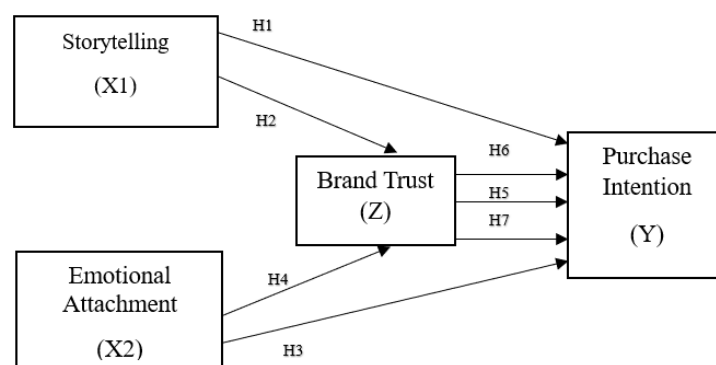 H1
Storytelling
(X1)
H2
H6
Brand Trust
(Z)
H5
H7
Purchase
Intention
(Y)
Emotional
Attachment
(X2)
H4
H3